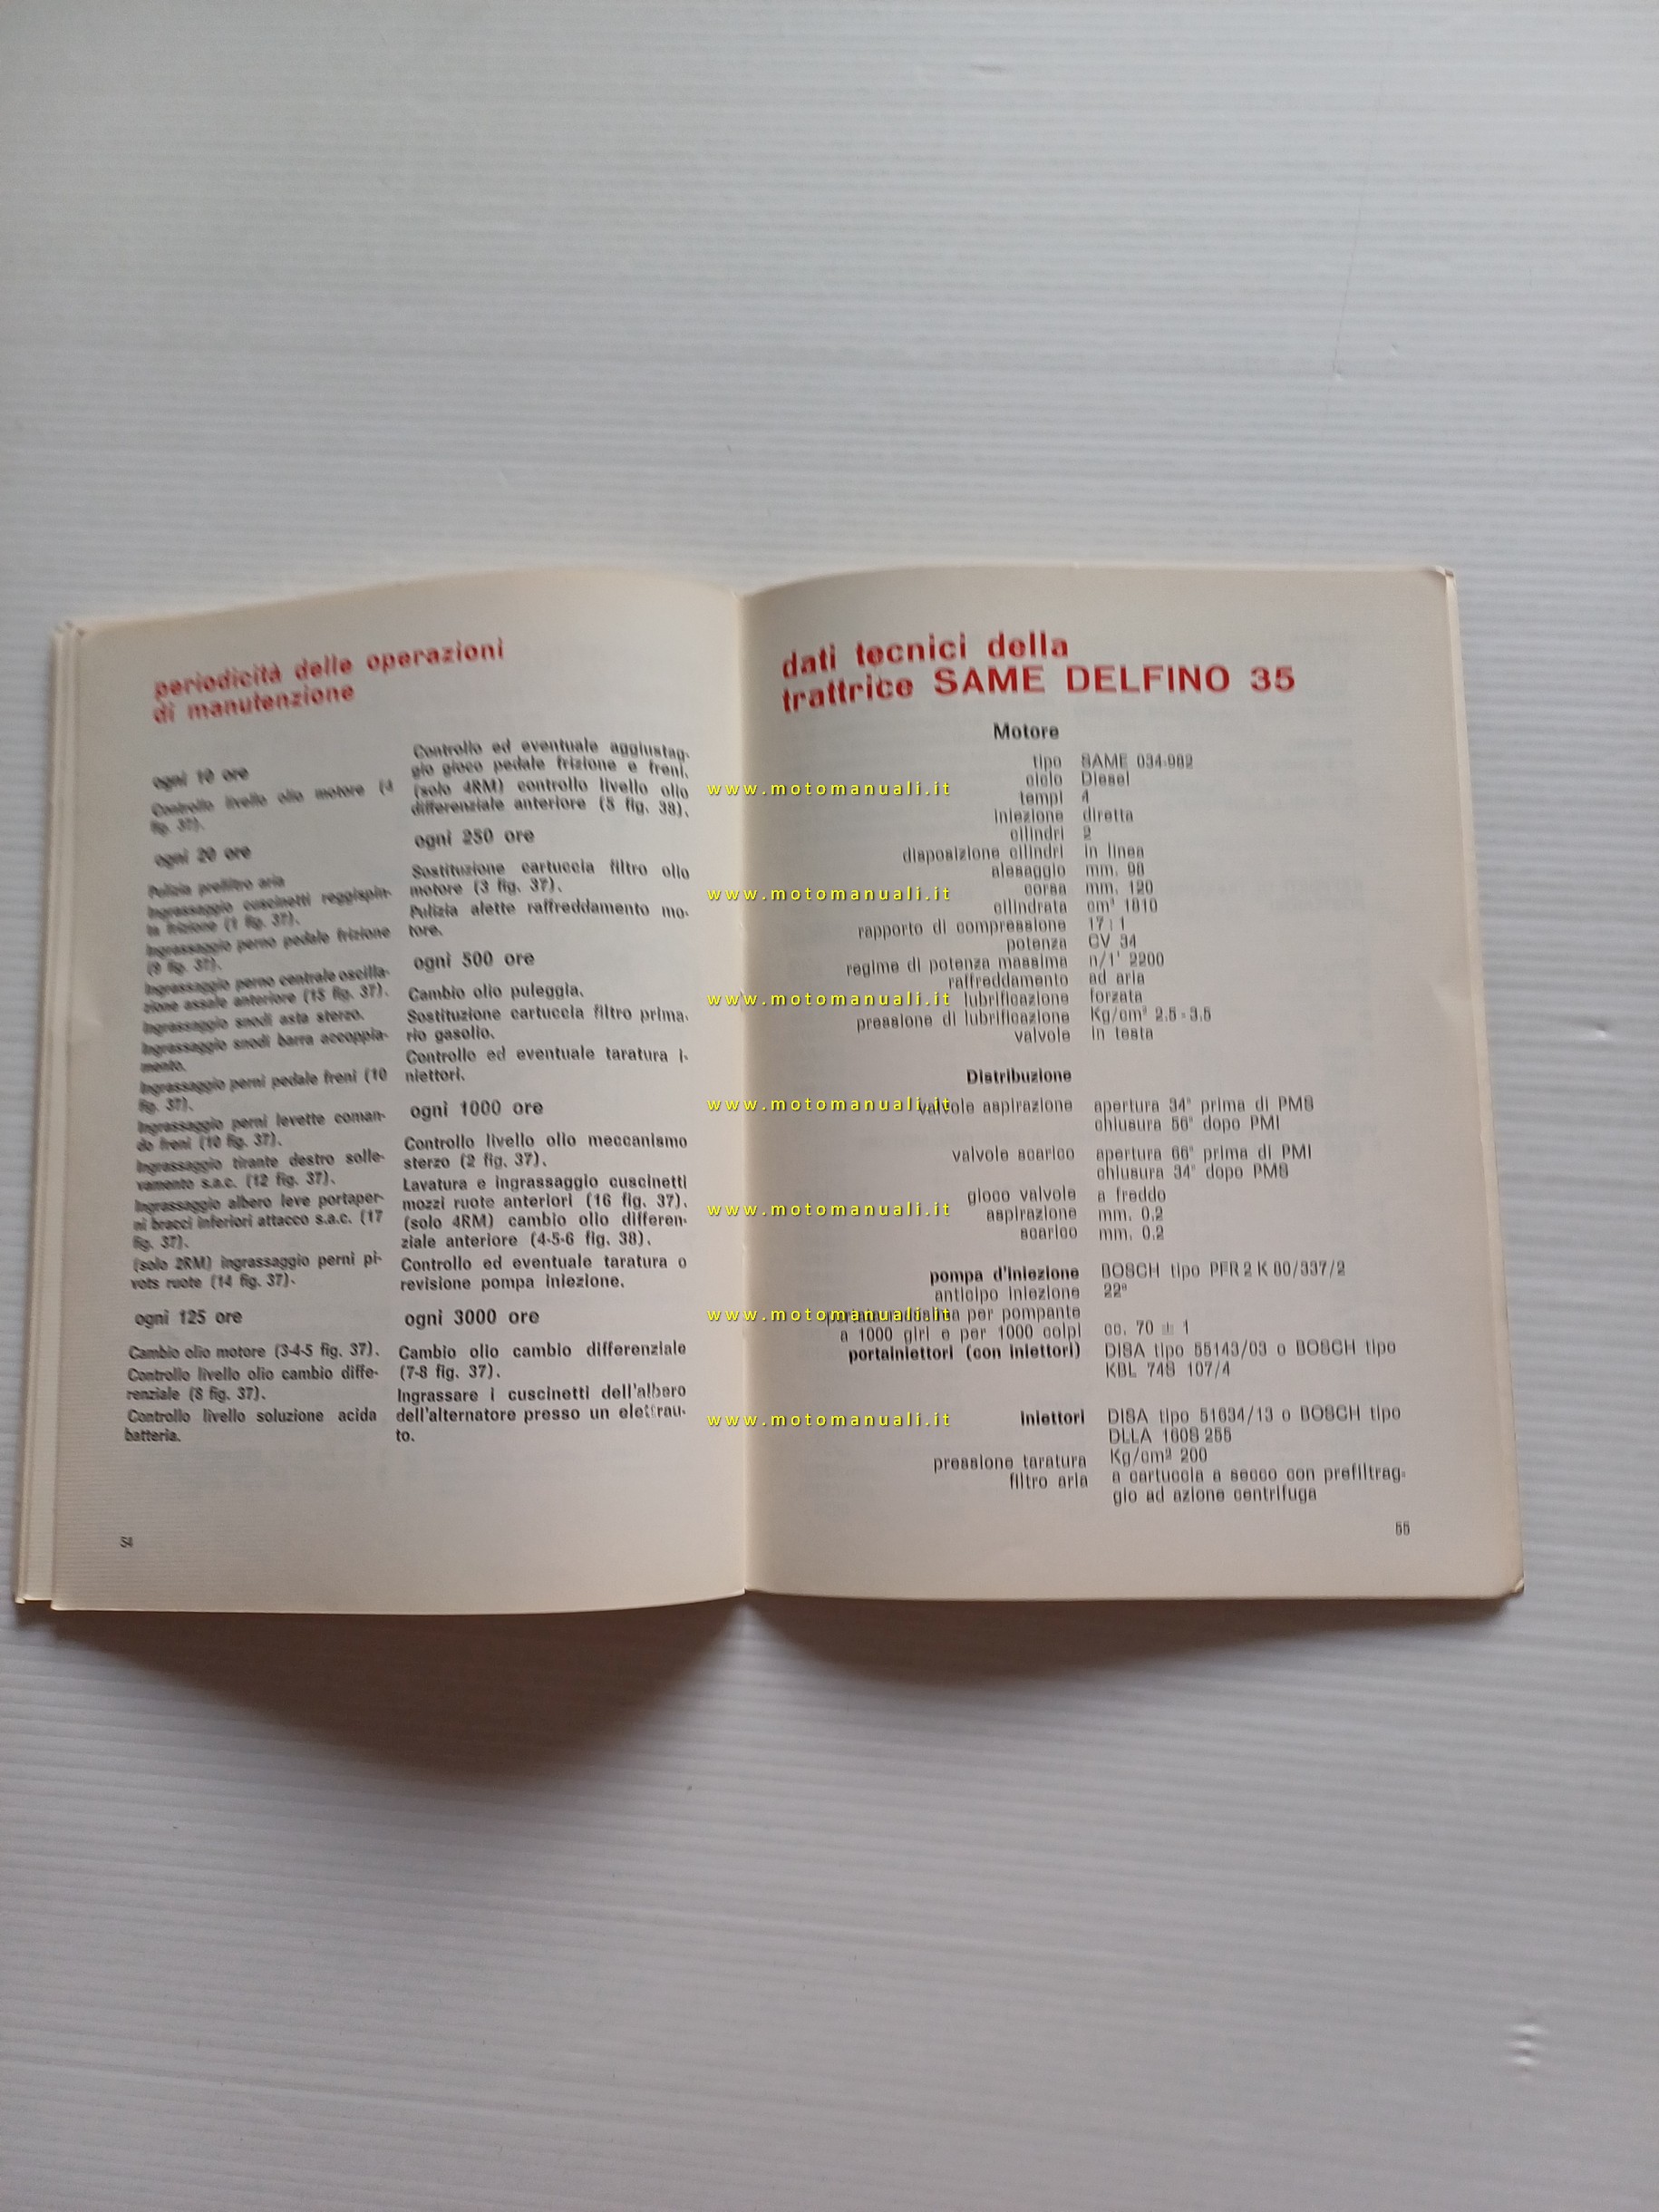 periodicità delle operazioni
di manutenzione
ogni 10 ore
Controllo livello olio motore (4
fig. 37).
ogni 20 ore
Pulizia prefiltro aria
Ingrassaggio cuscinetti reggispin-
ta frizione (1 fig. 37).
Ingrassaggio perno pedale frizione
(9 fig. 37).
Ingrassaggio perno centrale oscilla-
zione assale anteriore (15 fig. 37).
Ingrassaggio snodi asta sterzo.
Ingrassaggio snodi barra accoppia-
mento.
Ingrassaggio perni pedale freni (10
fig. 37).
Ingrassaggio perni levette coman-
do freni (10 fig. 37).
Ingrassaggio tirante destro solle-
vamento s.a.c. (12 fig. 37).
Ingrassaggio albero leve portaper-
ni bracci inferiori attacco s.a.c. (17
fig. 37).
(solo 2RM) ingrassaggio perni pi-
vots ruote (14 fig. 37).
ogni 125 ore
Cambio olio motore (3-4-5 fig. 37).
Controllo livello olio cambio diffe-
renziale (8 fig. 37).
Controllo livello soluzione acida
batteria.
Controllo ed eventuale aggiustag-
gio gioco pedale frizione e freni.
(solo 4RM) controllo livello olio
differenziale anteriore (5 fig. 38).
ogni 250 ore
Sostituzione cartuccia filtro olio
motore (3 fig. 37).
Pulizia alette raffreddamento mo-
tore.
ogni 500 ore
Cambio olio puleggia.
Sostituzione cartuccia filtro prima-
rio gasolio.
Controllo ed eventuale taratura i-
niettori.
ogni 1000 ore
Controllo livello olio meccanismo
sterzo (2 fig. 37).
Lavatura e ingrassaggio cuscinetti
mozzi ruote anteriori (16 fig. 37).
(solo 4RM) cambio olio differen-
ziale anteriore (4-5-6 fig. 38).
Controllo ed eventuale taratura o
revisione pompa iniezione.
ogni 3000 ore
Cambio olio cambio differenziale
(7-8 fig. 37).
Ingrassare i cuscinetti dell'albero
dell'alternatore presso un elettrau-
to.
54
dati tecnici della
trattrice SAME DELFINO 35
Motore
tipo SAME 034-982
ciclo Diesel
tempi 4
iniezione diretta
cilindri 2
disposizione cilindri in linea
alesaggio mm. 98
corsa mm. 120
cilindrata cm³ 1810
rapporto di compressione 17:1
potenza CV 34
regime di potenza massima n/1' 2200
raffreddamento ad aria
lubrificazione forzata
pressione di lubrificazione Kg/cm² 2.5-3.5
valvole in testa
Distribuzione
valvole aspirazione apertura 34° prima di PMS
chiusura 56° dopo PMI
valvole scarico apertura 66° prima di PMI
chiusura 34° dopo PMS
gioco valvole a freddo
aspirazione mm. 0.2
scarico mm. 0.2
pompa d'iniezione BOSCH tipo PFR 2 K 80/337/2
anticipo iniezione 22°
per pompante
a 1000 giri e per 1000 colpi cc. 70 ± 1
portainiettori (con iniettori) DISA tipo 55143/03 o BOSCH tipo
KBL 74S 107/4
iniettori DISA tipo 51634/13 o BOSCH tipo
DLLA 160S 255
pressione taratura Kg/cm² 200
filtro aria a cartuccia a secco con prefiltrag-
gio ad azione centrifuga
55
www.motomanuali.it
www.motomanuali.it
www.motomanuali.it
www.motomanuali.it
www.motomanuali.it
www.motomanuali.it
www.motomanuali.it